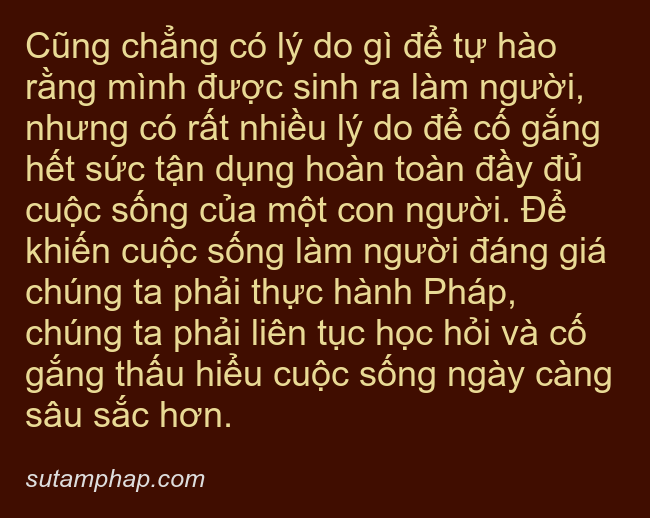 Cũng chẳng có lý do gì để tự hào
rằng mình được sinh ra làm người,
nhưng có rất nhiều lý do để cố gắng
hết sức tận dụng hoàn toàn đầy đủ
cuộc sống của một con người. Để
khiến cuộc sống làm người đáng giá
chúng ta phải thực hành Pháp,
chúng ta phải liên tục học hỏi và cố
gắng thấu hiểu cuộc sống ngày càng
sâu sắc hơn.
sutamphap.com